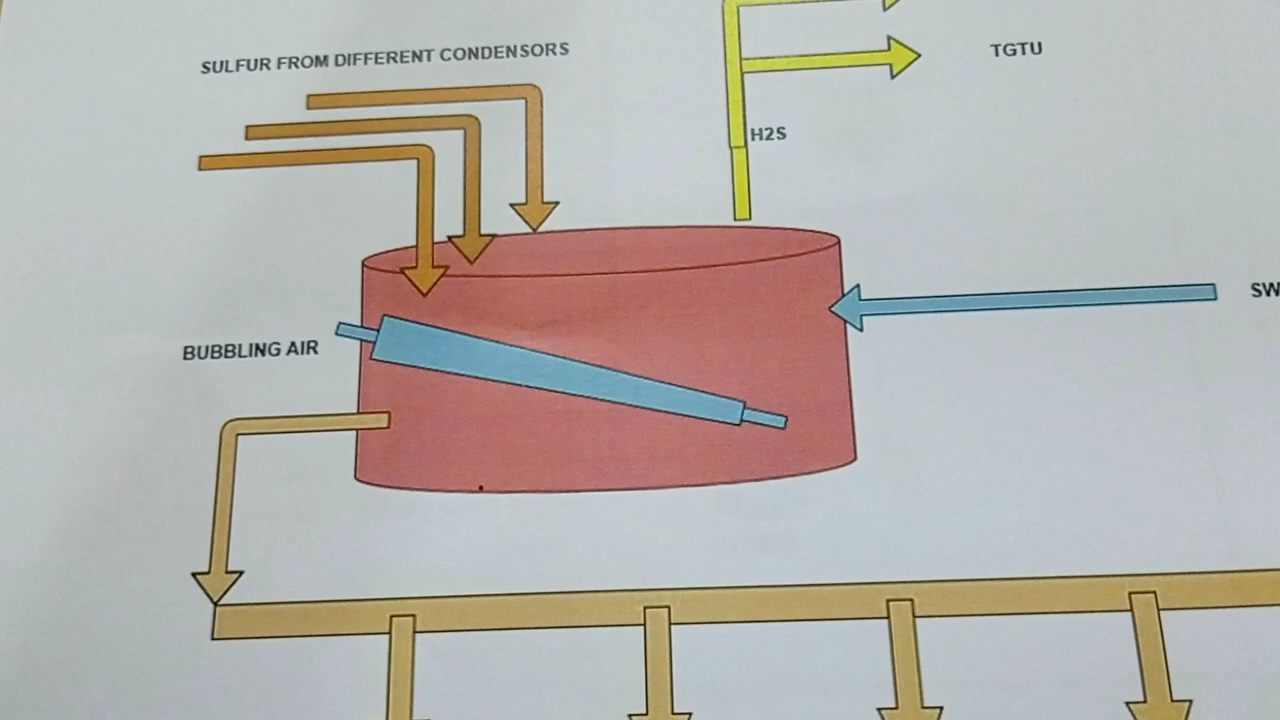 SULFUR FROM DIFFERENT CONDENSORS
TGTU
H2S
SW
BUBBLING AIR